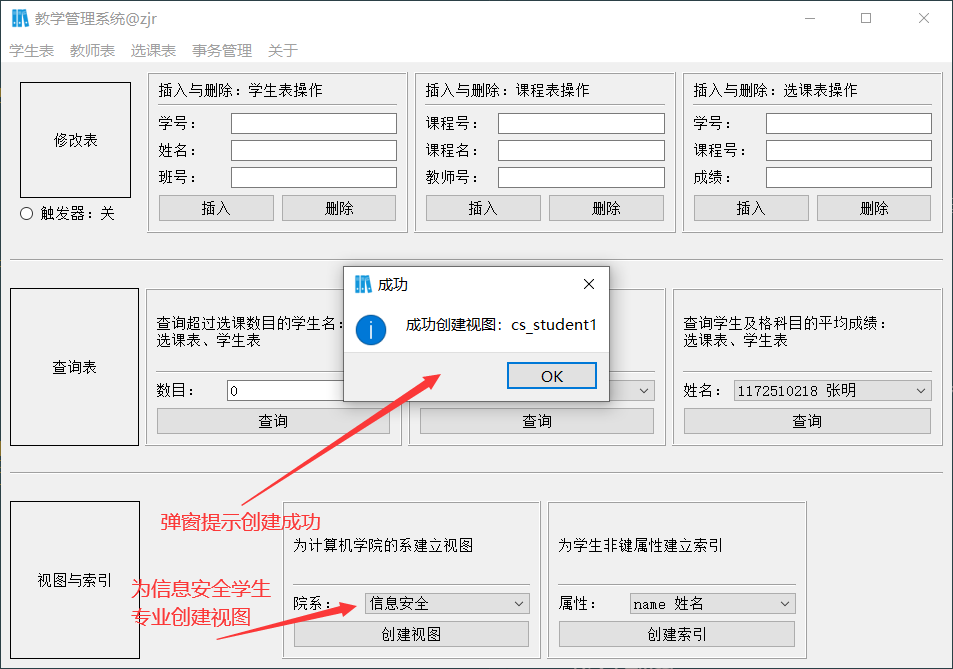 教学管理系统@zjr
学生表 教师表 选课表 事务管理 关于
修改表
触发器：关
插入与删除：学生表操作
学号：
姓名：
班号：
插入 删除
插入与删除：课程表操作
课程号：
课程名：
教师号：
插入 删除
插入与删除：选课表操作
学号：
课程号：
成绩：
插入 删除
查询表
查询超过选课数目的学生名：
选课表、学生表
数目： 0
查询
查询
成功
成功创建视图：cs_student1
OK
查询学生及格科目的平均成绩：
选课表、学生表
姓名： 1172510218 张明
查询
弹窗提示创建成功
视图与索引
为信息安全学生
专业创建视图
为计算机学院的系建立视图
院系： 信息安全
创建视图
为学生非键属性建立索引
属性： name 姓名
创建索引